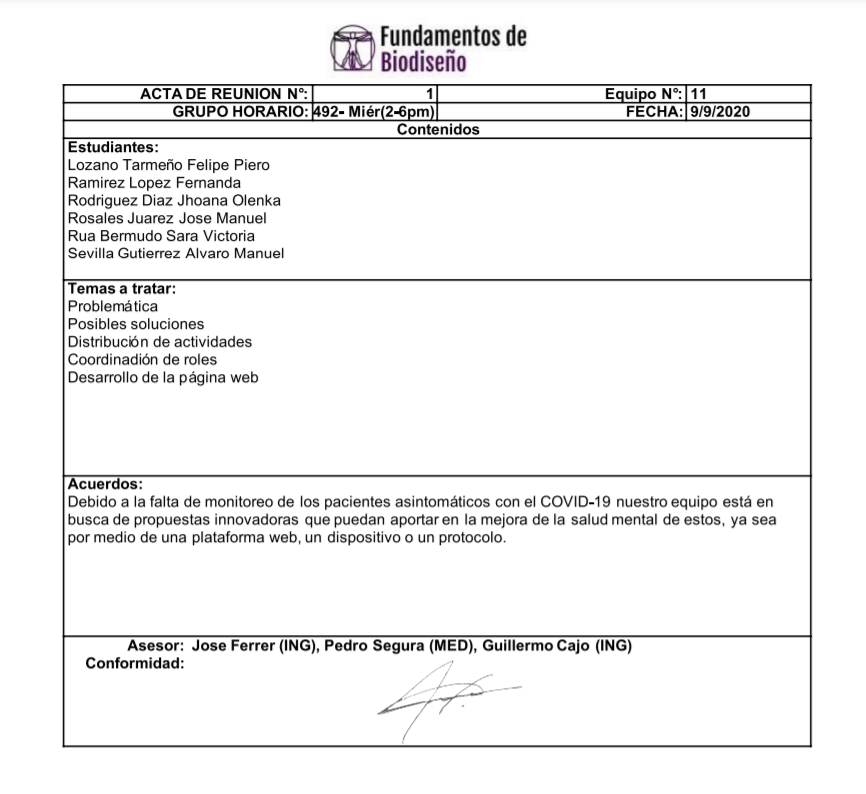 Fundamentos de
Biodiseño
ACTA DE REUNION N°: 1 Equipo N°: 11
GRUPO HORARIO: 492- Miér(2-6pm) FECHA: 9/9/2020
Contenidos
Estudiantes:
Lozano Tarmeño Felipe Piero
Ramirez Lopez Fernanda
Rodriguez Diaz Jhoana Olenka
Rosales Juarez Jose Manuel
Rua Bermudo Sara Victoria
Sevilla Gutierrez Alvaro Manuel
Temas a tratar:
Problemática
Posibles soluciones
Distribución de actividades
Coordinadión de roles
Desarrollo de la página web
Acuerdos:
Debido a la falta de monitoreo de los pacientes asintomáticos con el COVID-19 nuestro equipo está en
busca de propuestas innovadoras que puedan aportar en la mejora de la salud mental de estos, ya sea
por medio de una plataforma web, un dispositivo o un protocolo.
Asesor: Jose Ferrer (ING), Pedro Segura (MED), Guillermo Cajo (ING)
Conformidad: